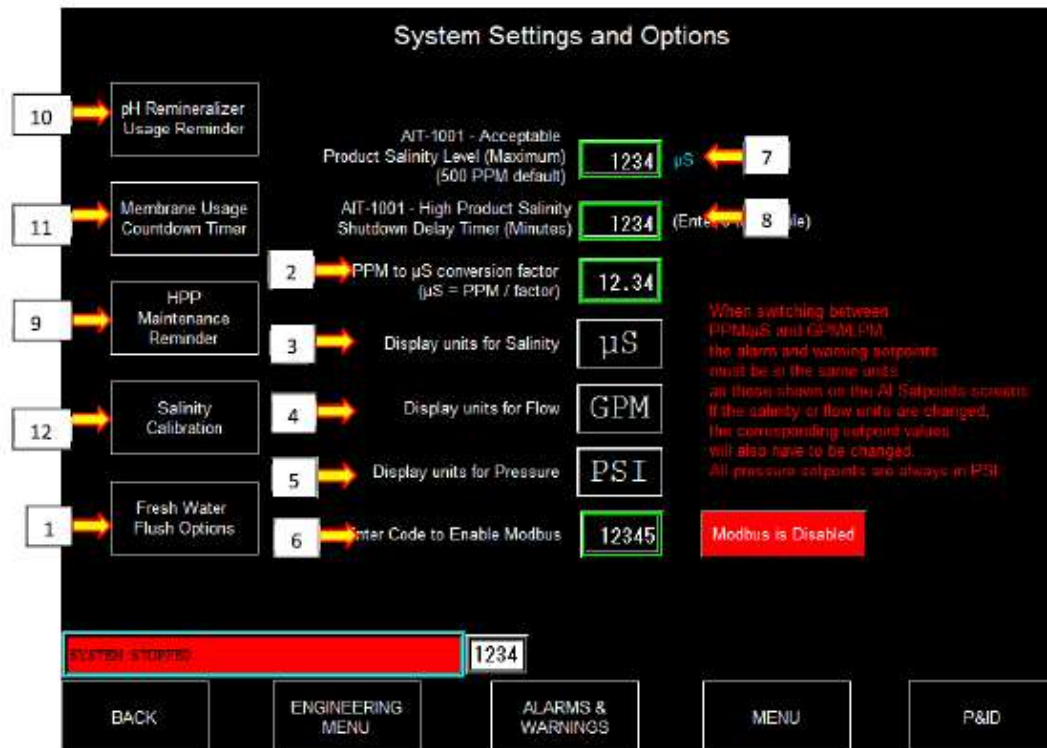 System Settings and Options
10
pH Remineralizer
Usage Reminder
AIT-1001 - Acceptable
Product Salinity Level (Maximum)
(500 PPM default)
1234
µS
7
11
Membrane Usage
Countdown Timer
AIT-1001 - High Product Salinity
Shutdown Delay Timer (Minutes)
1234
8
2
PPM to µS conversion factor
(µS = PPM / factor)
12.34
9
HPP
Maintenance
Reminder
3
Display units for Salinity
µS
When switching between
PPM/µS and GPM/LPM,
the alarm and warning setpoints
must be in the same units
as those shown on the AI Setpoints screens
If the salinity or flow units are changed,
the corresponding setpoint values
will also have to be changed.
All pressure setpoints are always in PSI
12
Salinity
Calibration
4
Display units for Flow
GPM
5
Display units for Pressure
PSI
1
Fresh Water
Flush Options
6
nter Code to Enable Modbus
12345
Modbus is Disabled
SYSTEM STOPPED
1234
BACK
ENGINEERING
MENU
ALARMS &
WARNINGS
MENU
P&ID